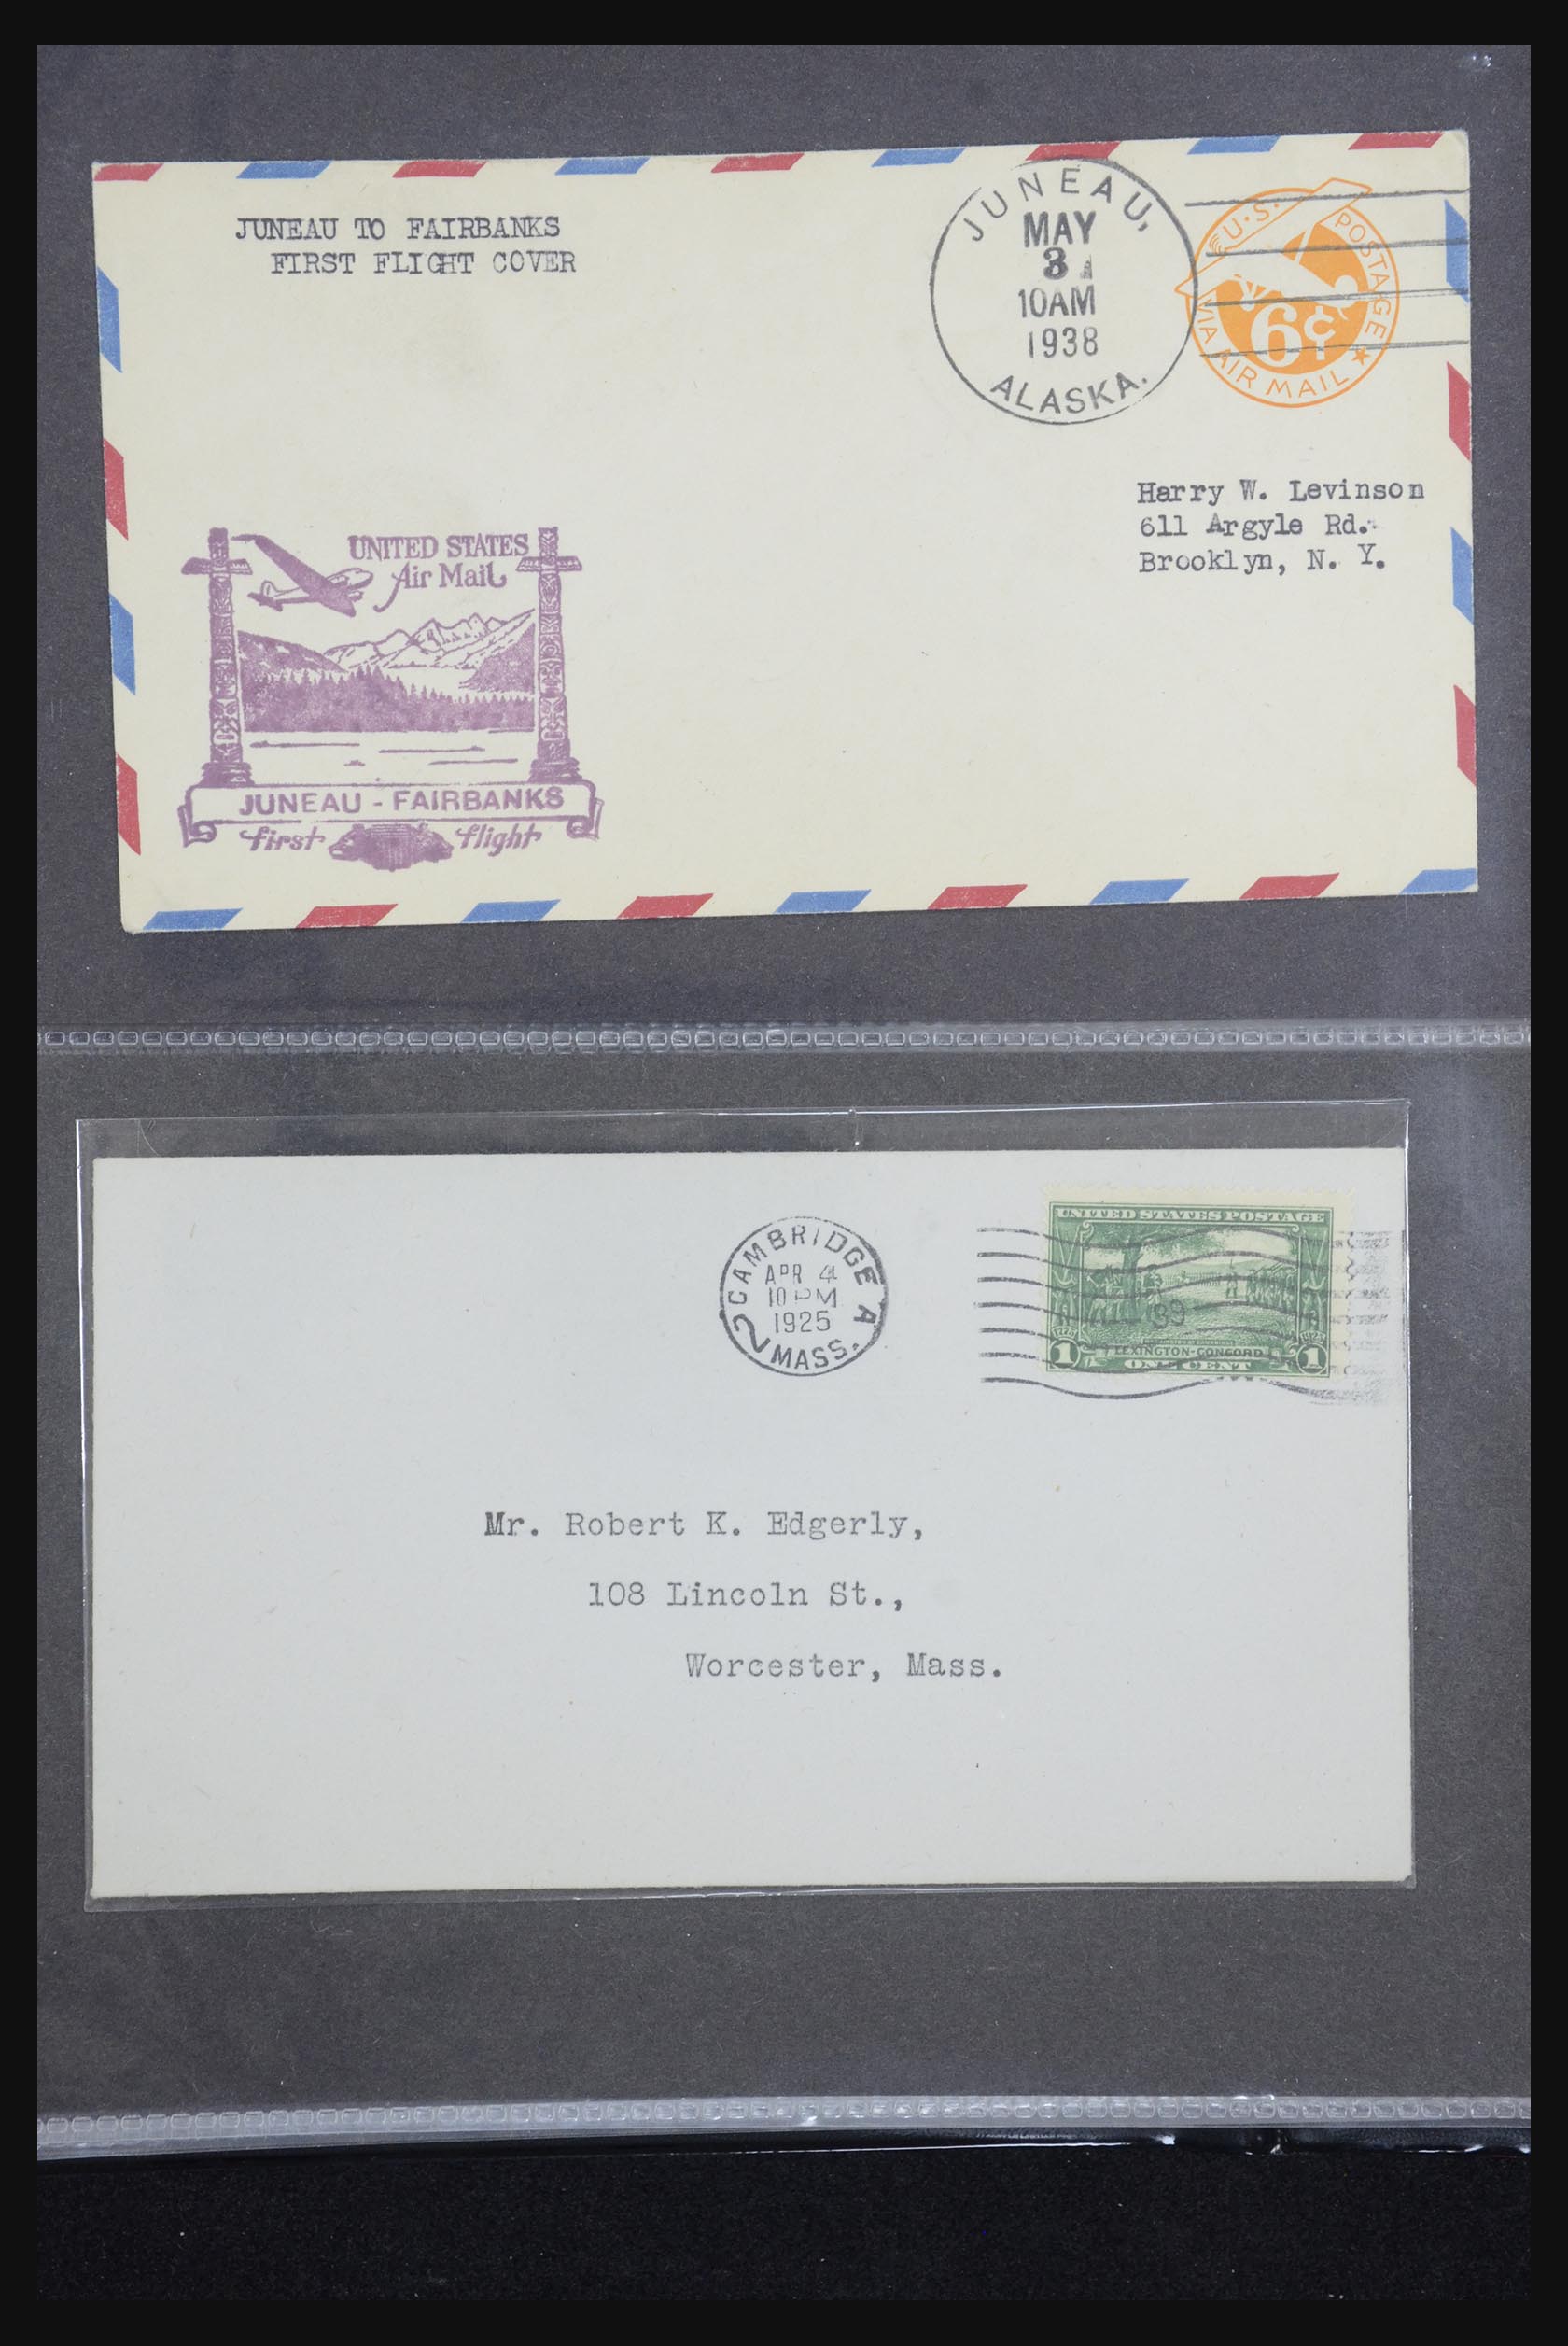 JUNEAU TO FAIRBANKS
FIRST FLIGHT COVER
JUNEAU,
MAY
3
10AM
1938
ALASKA.
U.S. POSTAGE
6¢
VIA AIR MAIL
Harry W. Levinson
611 Argyle Rd.
Brooklyn, N. Y.
UNITED STATES
Air Mail
JUNEAU - FAIRBANKS
first flight
CAMBRIDGE A
APR 4
10 PM
1925
2 MASS.
UNITED STATES POSTAGE
1775 1925
1 LEXINGTON-CONCORD 1
ONE CENT
Mr. Robert K. Edgerly,
108 Lincoln St.,
Worcester, Mass.